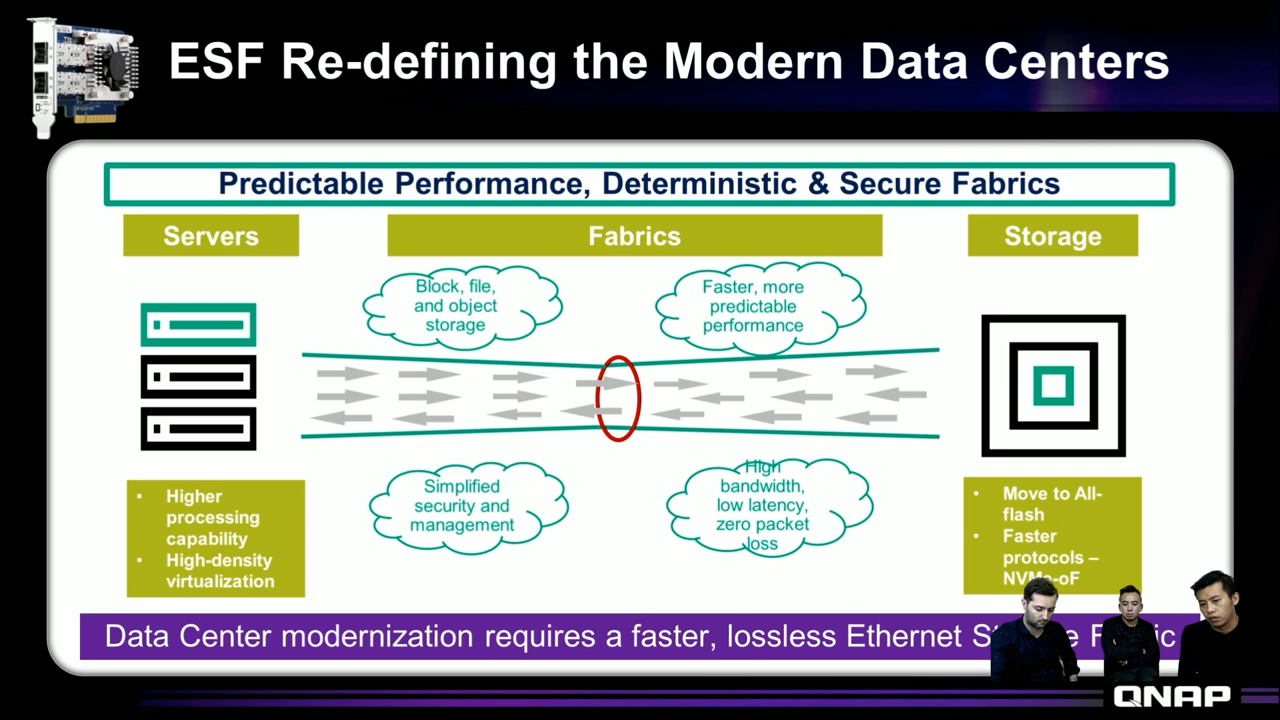 ESF Re-defining the Modern Data Centers
Predictable Performance, Deterministic & Secure Fabrics
Servers
Fabrics
Storage
Block, file,
and object
storage
Faster, more
predictable
performance
Simplified
security and
management
High
bandwidth,
low latency,
zero packet
loss
• Higher
processing
capability
• High-density
virtualization
• Move to All-
flash
• Faster
protocols –
NVMe-oF
Data Center modernization requires a faster, lossless Ethernet
QNAP